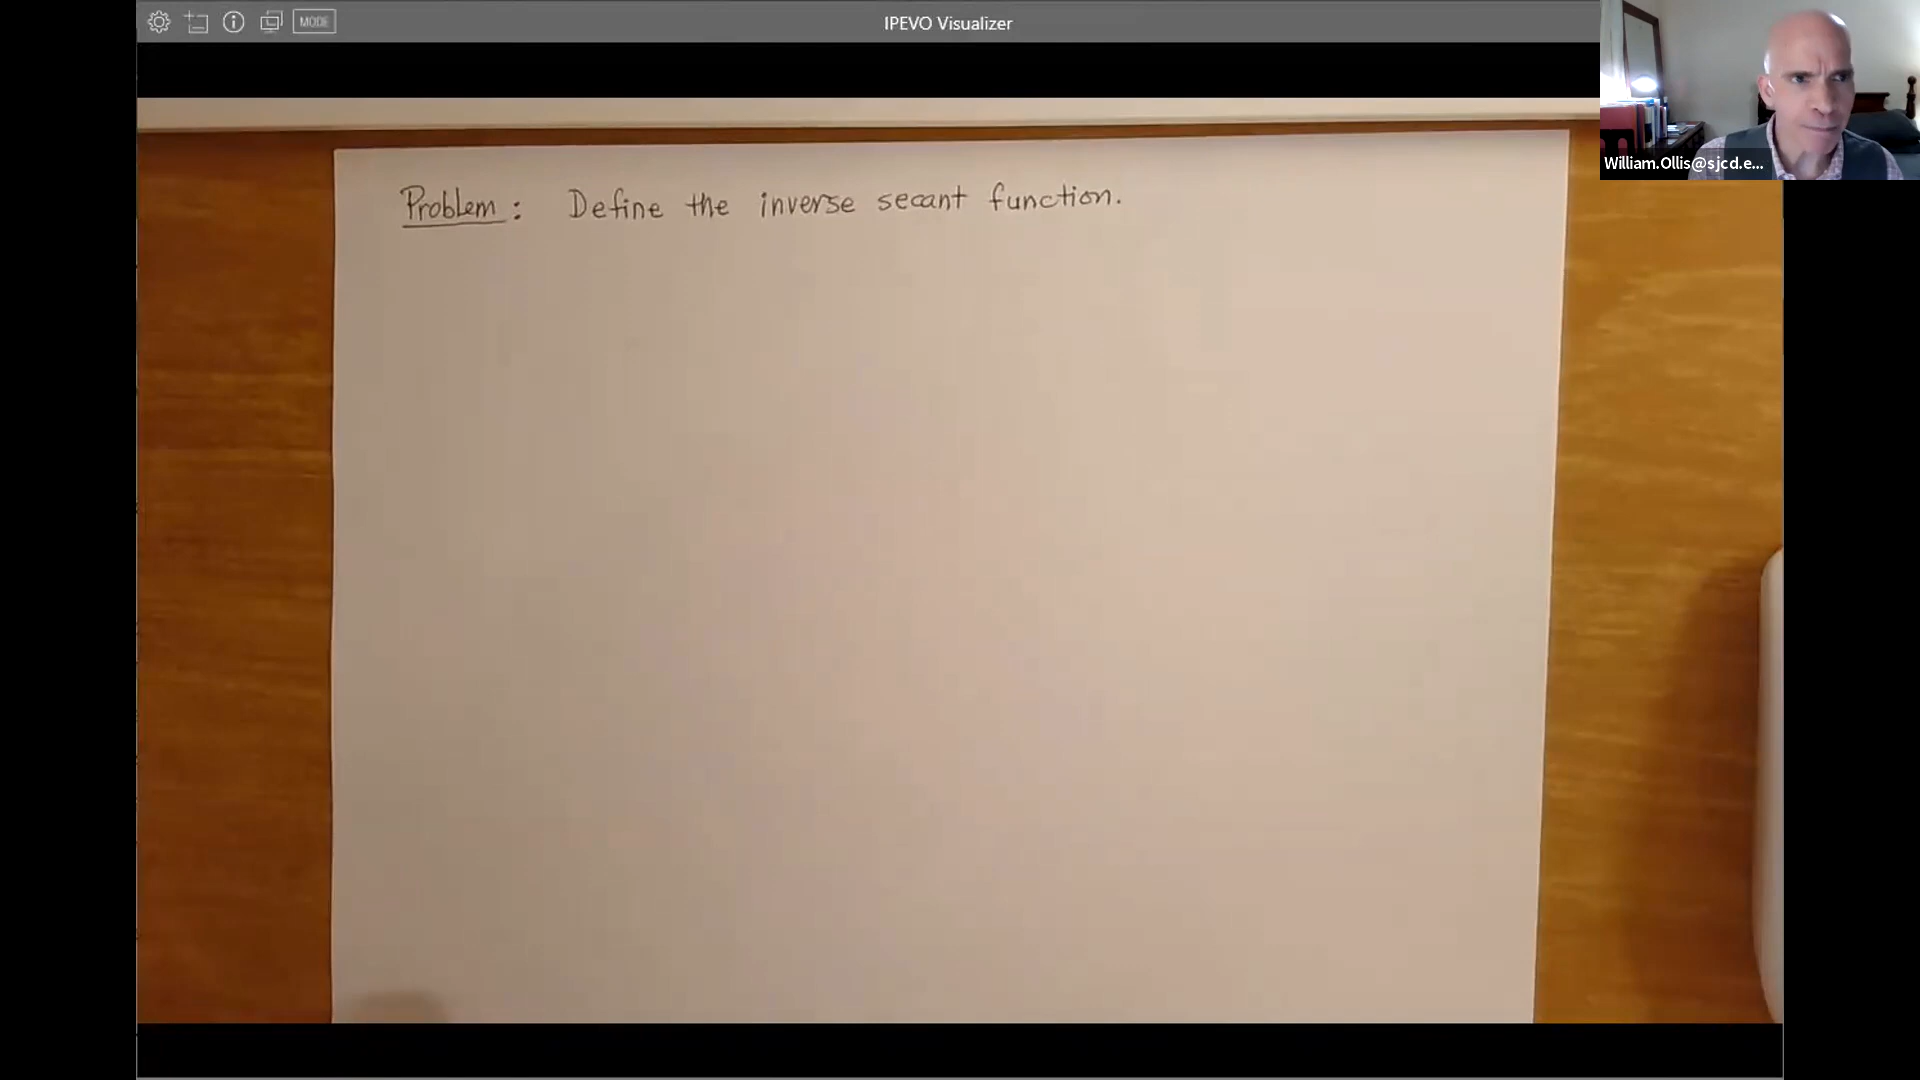 MODE
IPEVO Visualizer
William.Ollis@sjcd.e...
Problem: Define the inverse secant function.